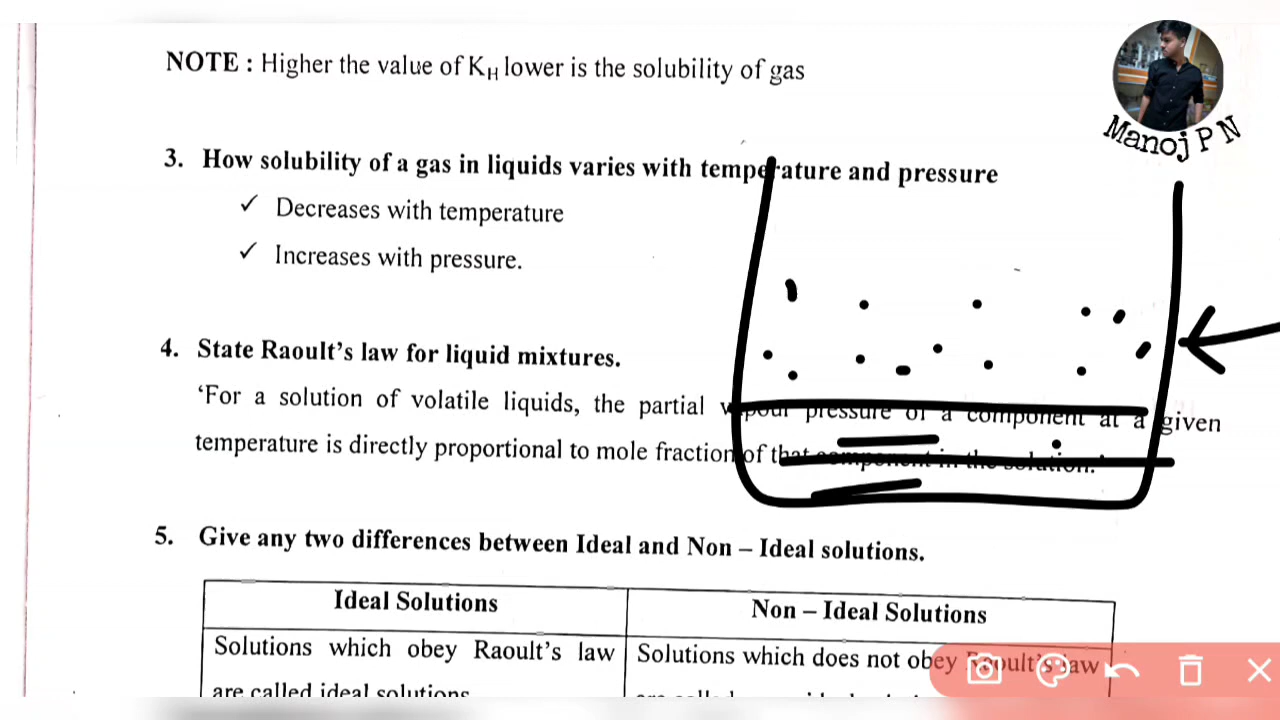 NOTE : Higher the value of KH lower is the solubility of gas
Manoj P N
3. How solubility of a gas in liquids varies with temperature and pressure
✓ Decreases with temperature
✓ Increases with pressure.
4. State Raoult's law for liquid mixtures.
‘For a solution of volatile liquids, the partial vapour pressure of a component at a given
temperature is directly proportional to mole fraction of that component in the solution.’
5. Give any two differences between Ideal and Non – Ideal solutions.
Ideal Solutions
Non – Ideal Solutions
Solutions which obey Raoult's law
Solutions which does not obey Raoult's law
are called ideal solutions